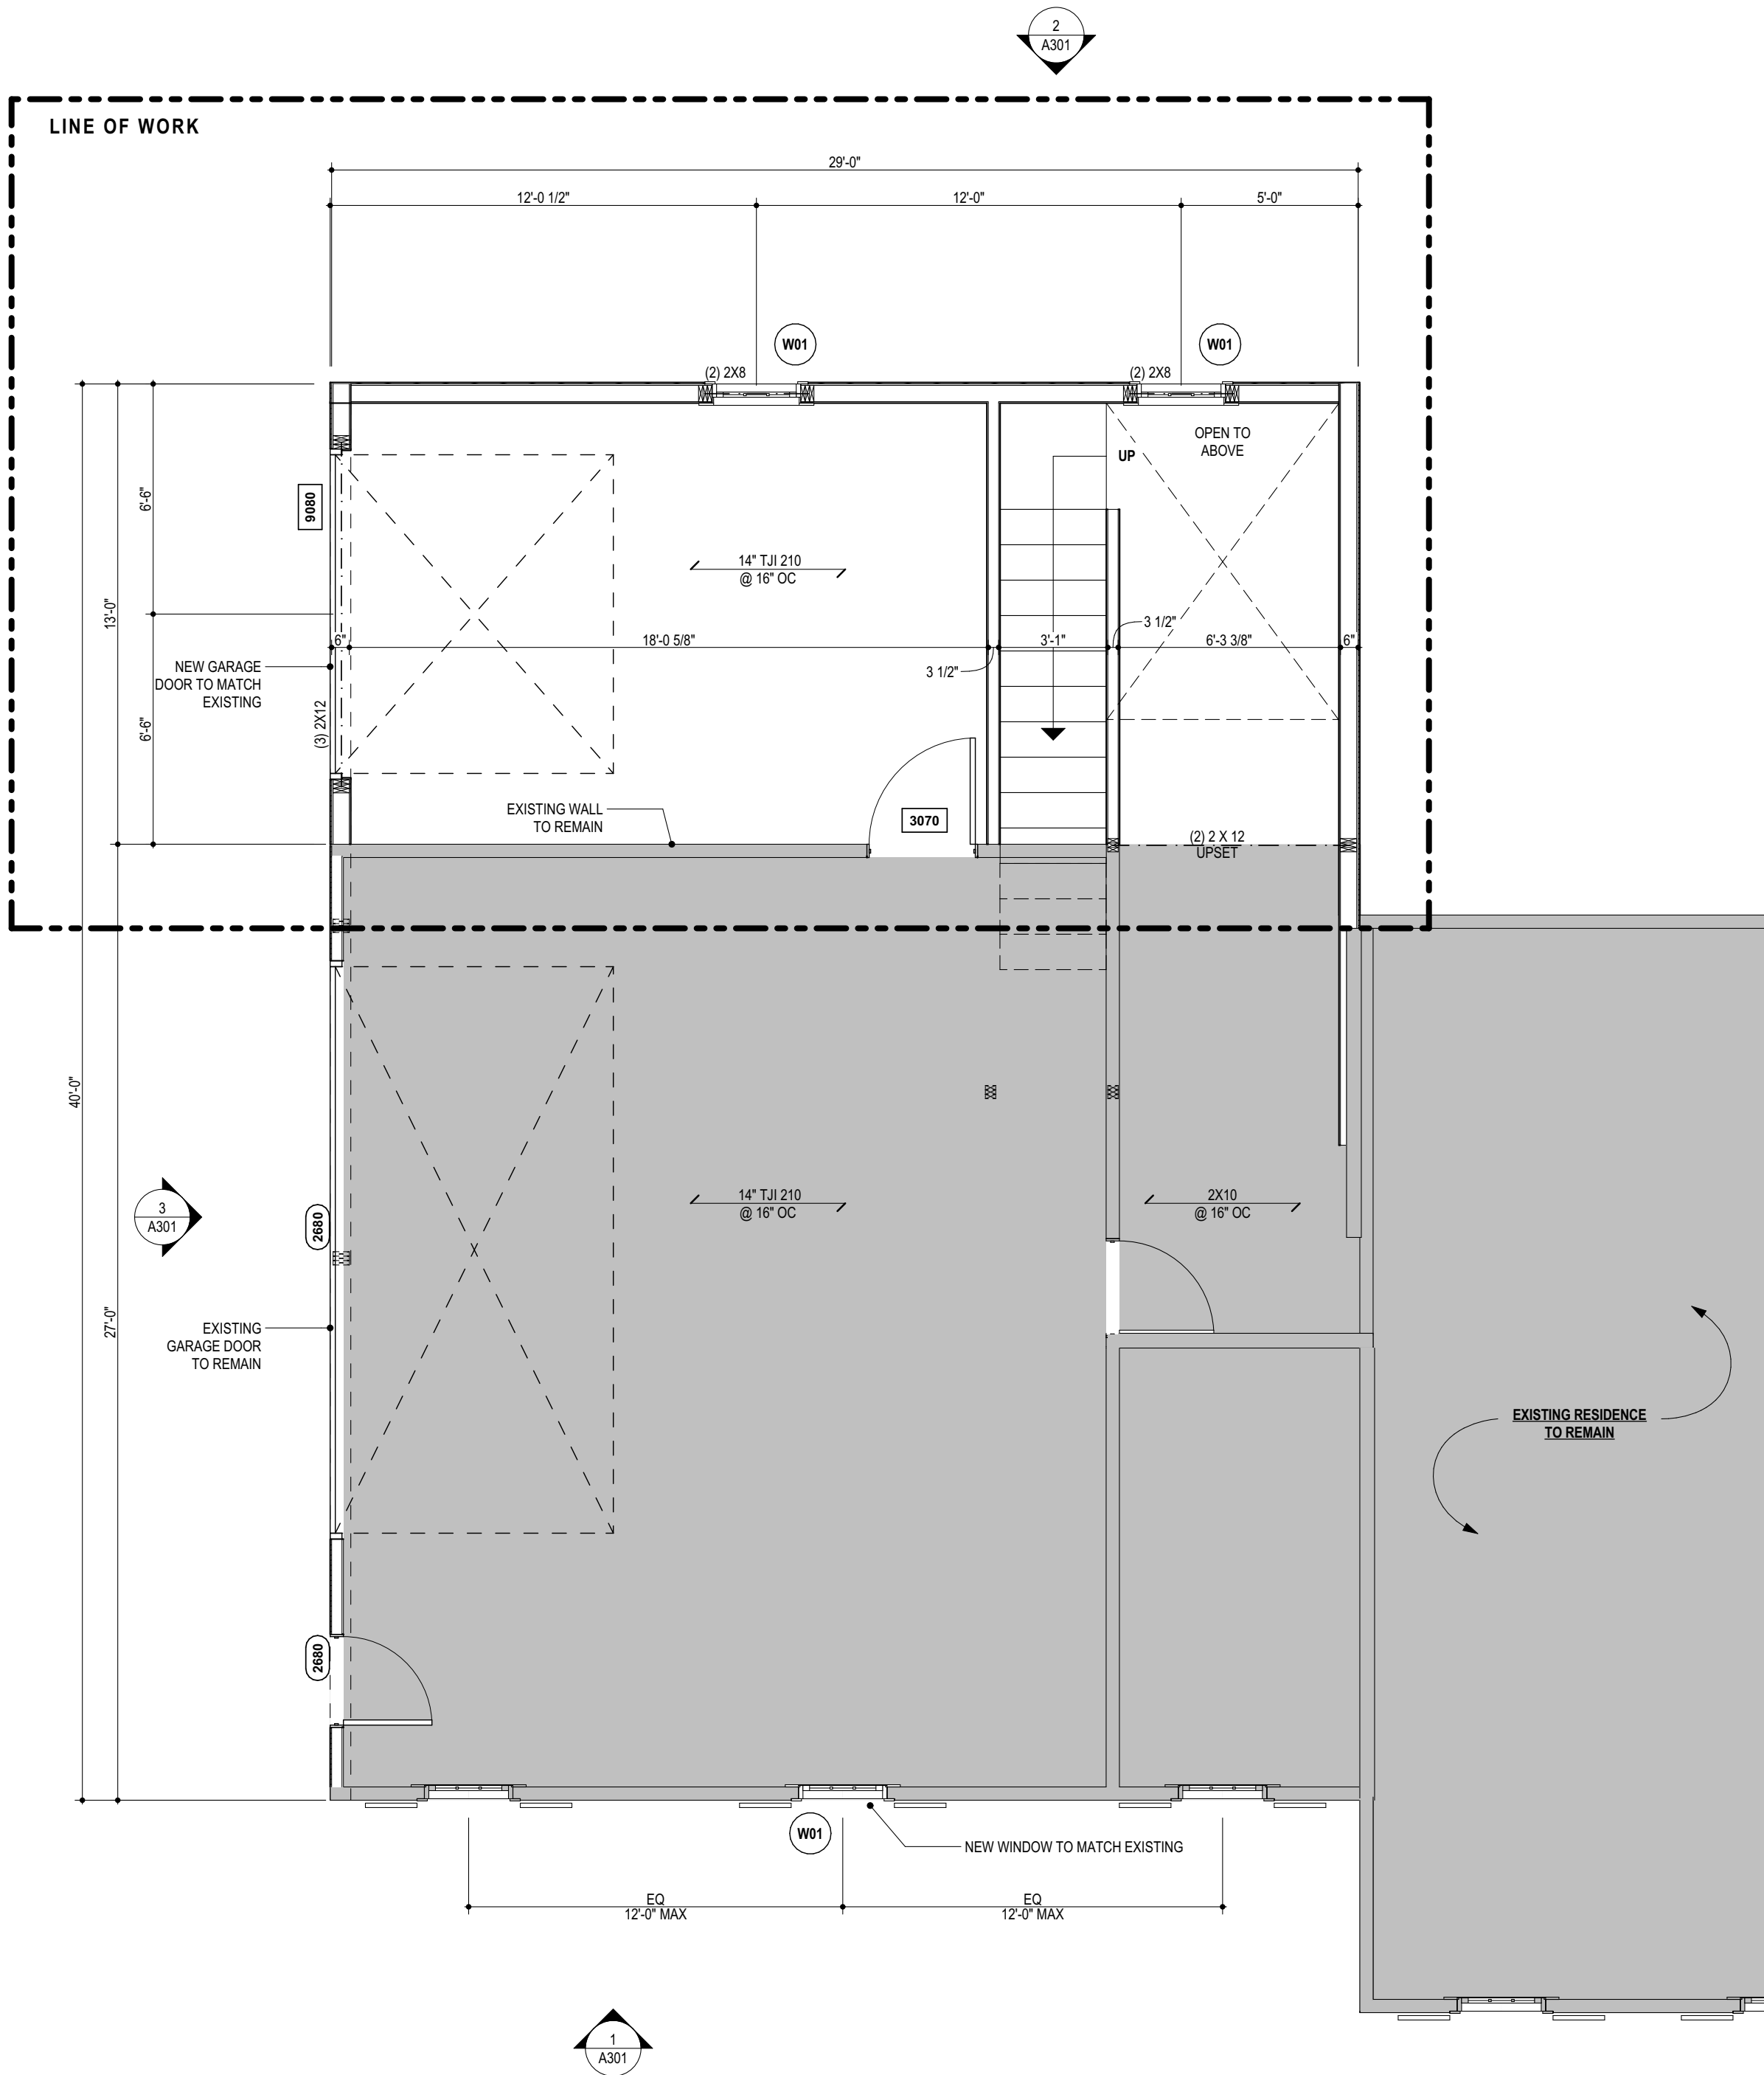 2
A301
LINE OF WORK
29'-0"
12'-0 1/2"
12'-0"
5'-0"
W01
W01
(2) 2X8
(2) 2X8
OPEN TO
ABOVE
UP
9080
6'-6"
14" TJI 210
@ 16" OC
13'-0"
6"
18'-0 5/8"
3 1/2"
3'-1"
3 1/2"
6'-3 3/8"
6"
NEW GARAGE
DOOR TO MATCH
EXISTING
(3) 2X12
6'-6"
EXISTING WALL
TO REMAIN
3070
(2) 2 X 12
UPSET
40'-0"
27'-0"
3
A301
2680
14" TJI 210
@ 16" OC
2X10
@ 16" OC
EXISTING
GARAGE DOOR
TO REMAIN
EXISTING RESIDENCE
TO REMAIN
2680
W01
NEW WINDOW TO MATCH EXISTING
EQ
12'-0" MAX
EQ
12'-0" MAX
1
A301